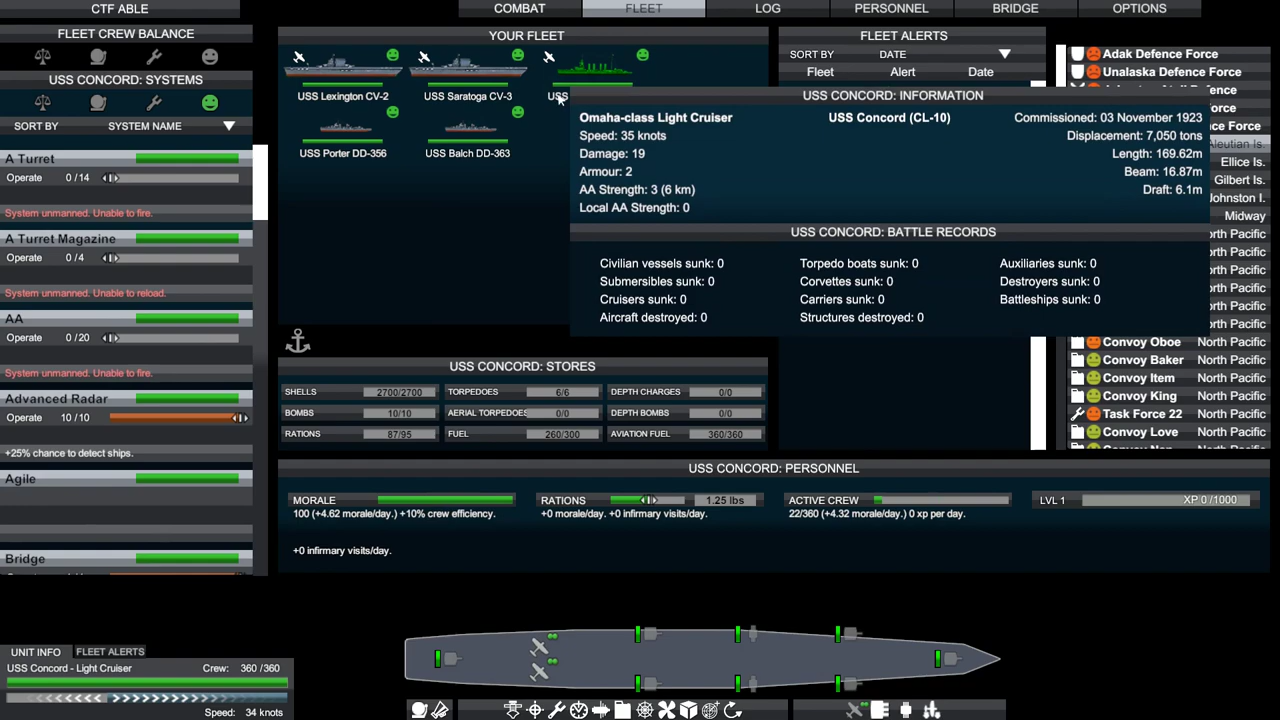 CTF ABLE
COMBAT
FLEET
LOG
PERSONNEL
BRIDGE
OPTIONS
FLEET CREW BALANCE
USS CONCORD: SYSTEMS
SORT BY SYSTEM NAME
A Turret
Operate 0/14
System unmanned. Unable to fire.
A Turret Magazine
Operate 0/4
System unmanned. Unable to reload.
AA
Operate 0/20
System unmanned. Unable to fire.
Advanced Radar
Operate 10/10
+25% chance to detect ships.
Agile
Bridge
YOUR FLEET
USS Lexington CV-2
USS Saratoga CV-3
USS
USS Porter DD-356
USS Balch DD-363
FLEET ALERTS
SORT BY DATE
Fleet Alert Date
USS CONCORD: INFORMATION
Omaha-class Light Cruiser
USS Concord (CL-10)
Commissioned: 03 November 1923
Speed: 35 knots
Displacement: 7,050 tons
Damage: 19
Length: 169.62m
Armour: 2
Beam: 16.87m
AA Strength: 3 (6 km)
Draft: 6.1m
Local AA Strength: 0
USS CONCORD: BATTLE RECORDS
Civilian vessels sunk: 0
Torpedo boats sunk: 0
Auxiliaries sunk: 0
Submersibles sunk: 0
Corvettes sunk: 0
Destroyers sunk: 0
Cruisers sunk: 0
Carriers sunk: 0
Battleships sunk: 0
Aircraft destroyed: 0
Structures destroyed: 0
Adak Defence Force
Unalaska Defence Force
Force
Force
Aleutian Is.
Ellice Is.
Gilbert Is.
Johnston I.
Midway
North Pacific
North Pacific
North Pacific
North Pacific
North Pacific
North Pacific
Convoy Oboe North Pacific
Convoy Baker North Pacific
Convoy Item North Pacific
Convoy King North Pacific
Task Force 22 North Pacific
Convoy Love North Pacific
USS CONCORD: STORES
SHELLS 2700/2700
TORPEDOES 6/6
DEPTH CHARGES 0/0
BOMBS 10/10
AERIAL TORPEDOES 0/0
DEPTH BOMBS 0/0
RATIONS 87/95
FUEL 260/300
AVIATION FUEL 360/360
USS CONCORD: PERSONNEL
MORALE
100 (+4.62 morale/day.) +10% crew efficiency.
RATIONS 1.25 lbs
+0 morale/day. +0 infirmary visits/day.
ACTIVE CREW
22/360 (+4.32 morale/day.) 0 xp per day.
LVL 1 XP 0/1000
+0 infirmary visits/day.
UNIT INFO FLEET ALERTS
USS Concord - Light Cruiser Crew: 360/360
Speed: 34 knots